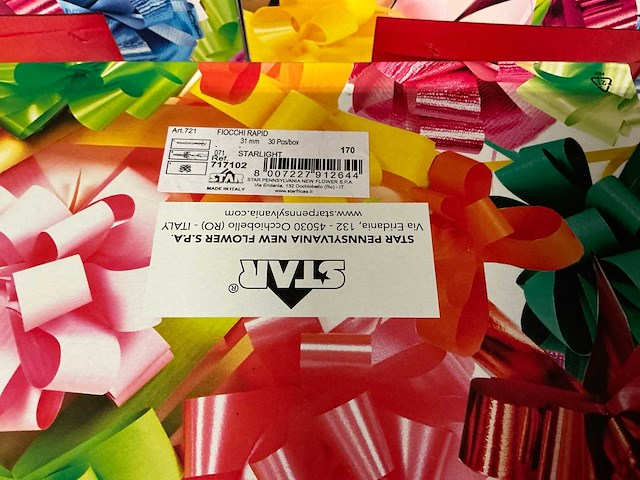 Art.721 FIOCCHI RAPID
31 mm 30 Pcs/box
071 STARLIGHT 170
Ref.
717102
8 007227 912644
STAR
MADE IN ITALY
STAR PENNSYLVANIA NEW FLOWER S.P.A.
Via Eridania, 132 Occhiobello (Ro) - IT
www.starfilcea.it
STAR®
STAR PENNSYLVANIA NEW FLOWER S.P.A.
Via Eridania, 132 - 45030 Occhiobello (RO) - ITALY
www.starpennsylvania.com